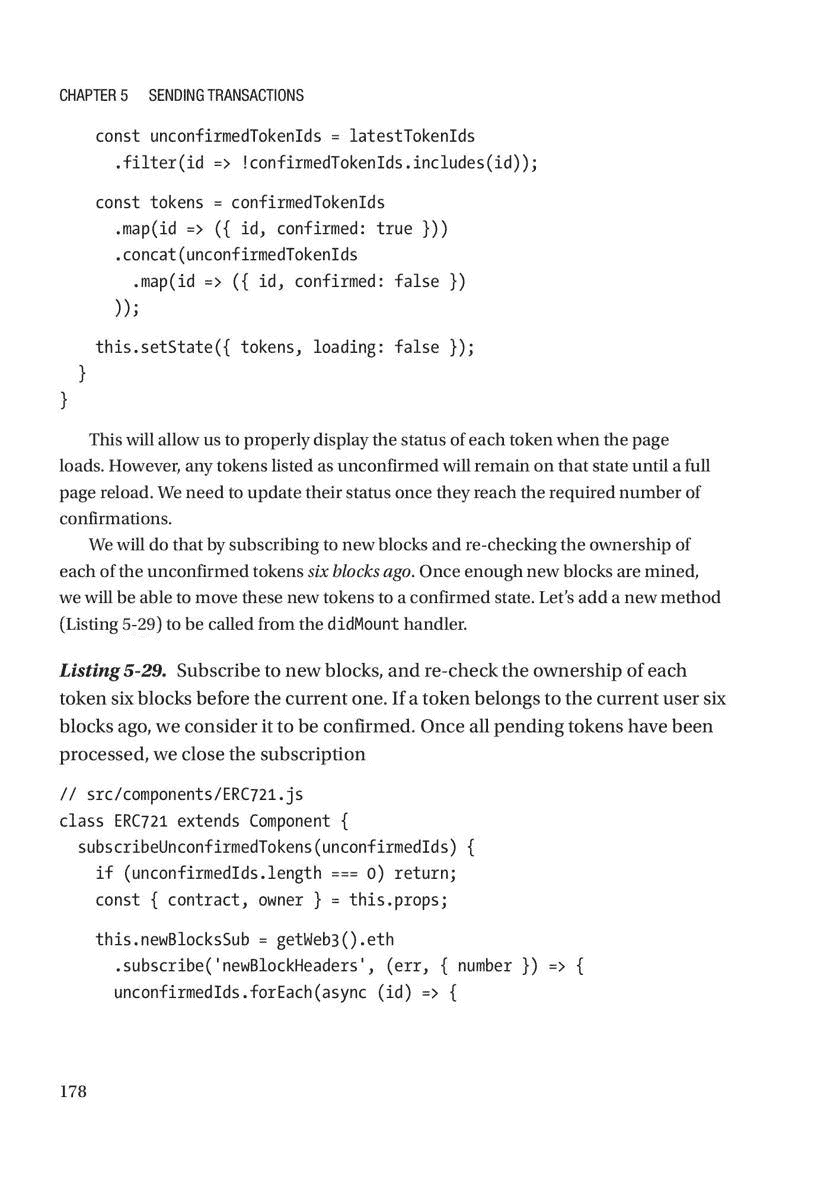 CHAPTER 5 SENDING TRANSACTIONS
const unconfirmedTokenIds = latestTokenIds
.filter(id => !confirmedTokenIds.includes(id));
const tokens = confirmedTokenIds
.map(id => ({ id, confirmed: true }))
.concat(unconfirmedTokenIds
.map(id => ({ id, confirmed: false })
));
this.setState({ tokens, loading: false });
}
}
This will allow us to properly display the status of each token when the page
loads. However, any tokens listed as unconfirmed will remain on that state until a full
page reload. We need to update their status once they reach the required number of
confirmations.
We will do that by subscribing to new blocks and re-checking the ownership of
each of the unconfirmed tokens six blocks ago. Once enough new blocks are mined,
we will be able to move these new tokens to a confirmed state. Let’s add a new method
(Listing 5-29) to be called from the didMount handler.
Listing 5-29. Subscribe to new blocks, and re-check the ownership of each
token six blocks before the current one. If a token belongs to the current user six
blocks ago, we consider it to be confirmed. Once all pending tokens have been
processed, we close the subscription
// src/components/ERC721.js
class ERC721 extends Component {
subscribeUnconfirmedTokens(unconfirmedIds) {
if (unconfirmedIds.length === 0) return;
const { contract, owner } = this.props;
this.newBlocksSub = getWeb3().eth
.subscribe('newBlockHeaders', (err, { number }) => {
unconfirmedIds.forEach(async (id) => {
178